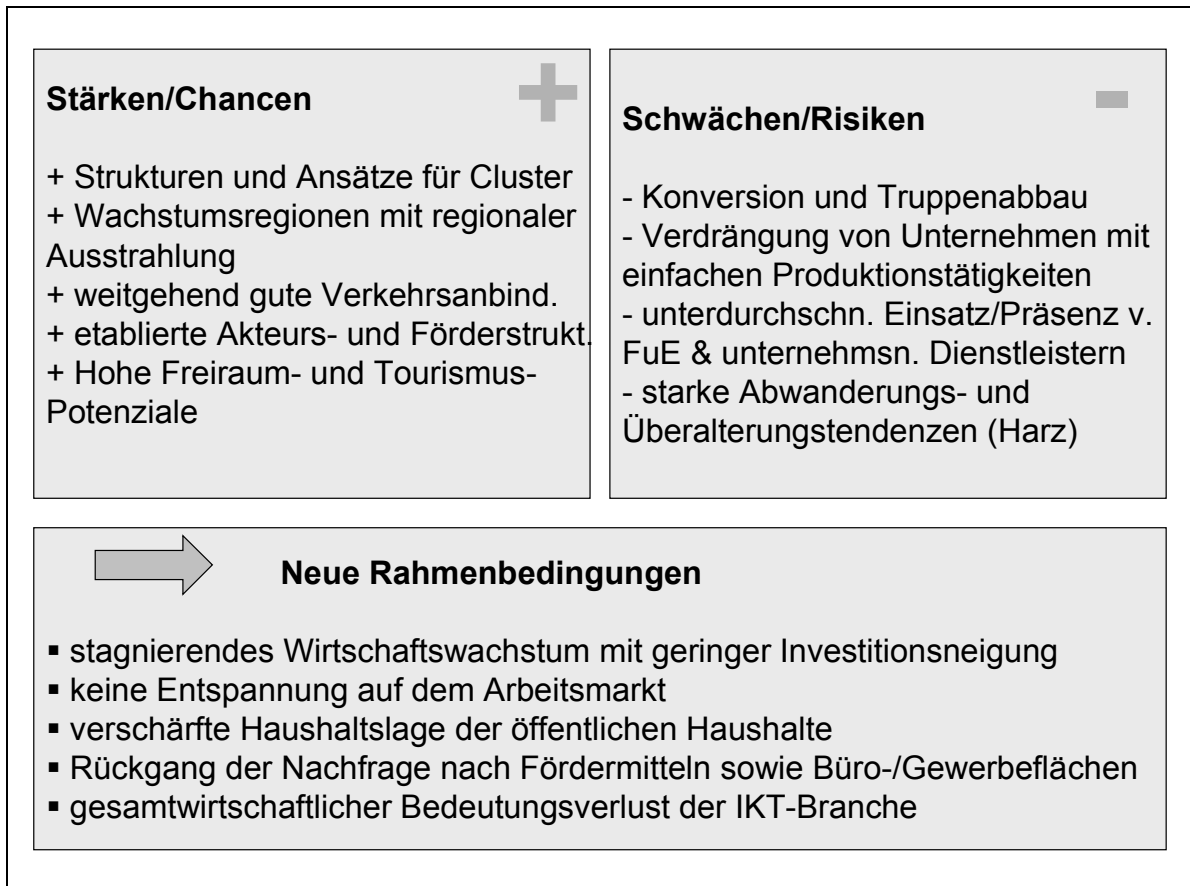 Stärken/Chancen
+ Strukturen und Ansätze für Cluster
+ Wachstumsregionen mit regionaler
Ausstrahlung
+ weitgehend gute Verkehrsanbind.
+ etablierte Akteurs- und Förderstrukt.
+ Hohe Freiraum- und Tourismus-
Potenziale
Schwächen/Risiken
- Konversion und Truppenabbau
- Verdrängung von Unternehmen mit
einfachen Produktionstätigkeiten
- unterdurchschn. Einsatz/Präsenz v.
FuE & unternehmsn. Dienstleistern
- starke Abwanderungs- und
Überalterungstendenzen (Harz)
Neue Rahmenbedingungen
▪ stagnierendes Wirtschaftswachstum mit geringer Investitionsneigung
▪ keine Entspannung auf dem Arbeitsmarkt
▪ verschärfte Haushaltslage der öffentlichen Haushalte
▪ Rückgang der Nachfrage nach Fördermitteln sowie Büro-/Gewerbeflächen
▪ gesamtwirtschaftlicher Bedeutungsverlust der IKT-Branche